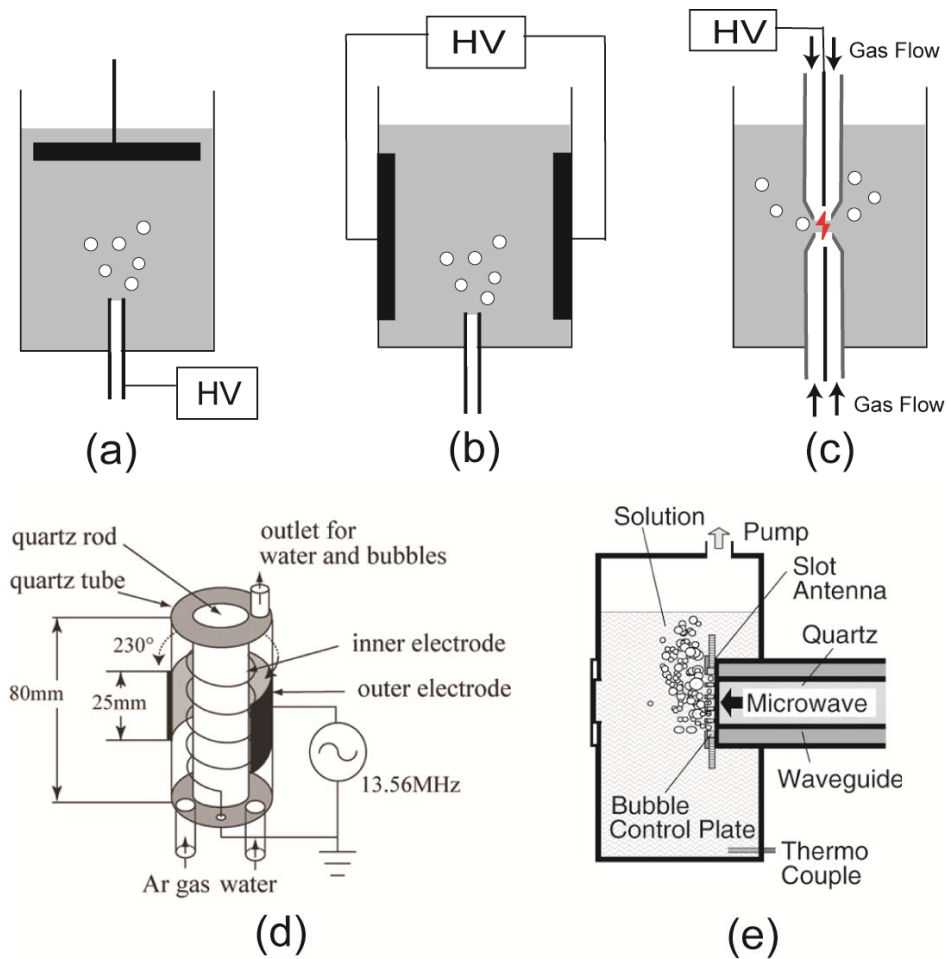 HV
HV
HV
Gas Flow
Gas Flow
(a)
(b)
(c)
quartz rod
quartz tube
outlet for
water and bubbles
230°
inner electrode
outer electrode
80mm
25mm
13.56MHz
Ar gas water
(d)
Solution
Pump
Slot
Antenna
Quartz
Microwave
Waveguide
Bubble
Control Plate
Thermo
Couple
(e)